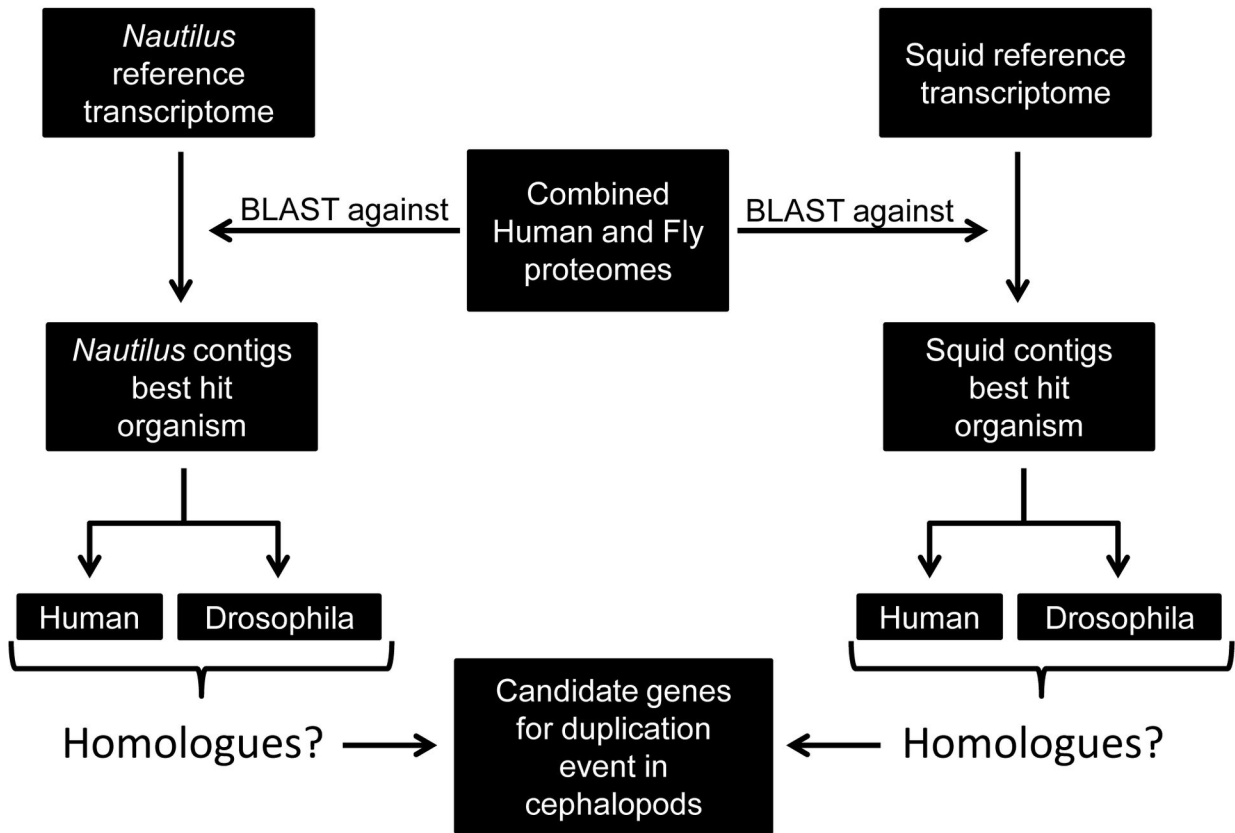 Nautilus
reference
transcriptome
Squid reference
transcriptome
BLAST against
Combined
Human and Fly
proteomes
BLAST against
Nautilus contigs
best hit
organism
Squid contigs
best hit
organism
Human
Drosophila
Human
Drosophila
Homologues?
Candidate genes
for duplication
event in
cephalopods
Homologues?